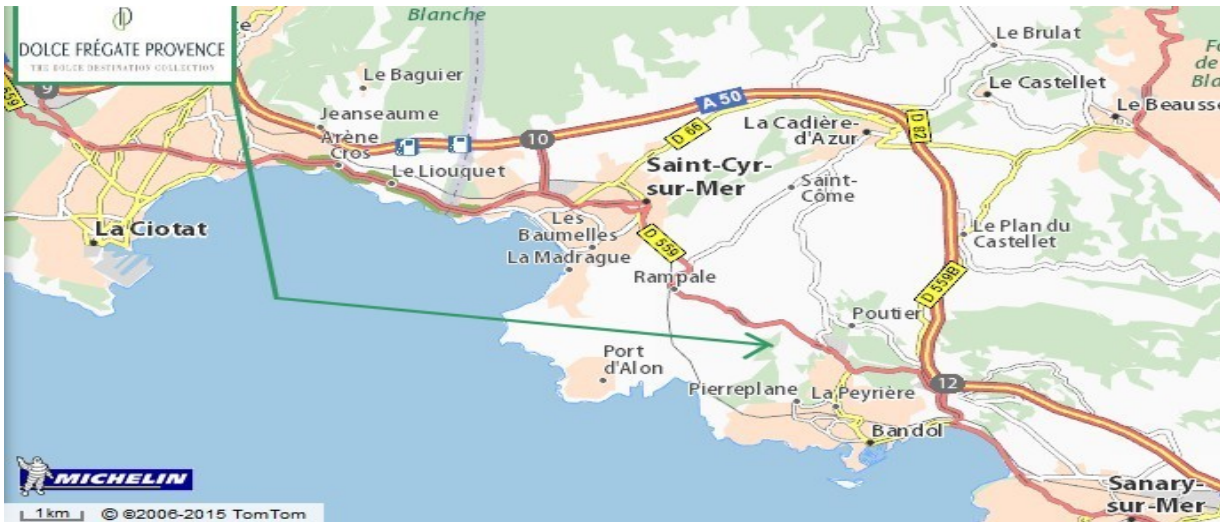 DOLCE FRÉGATE PROVENCE
THE DOLCE DESTINATION COLLECTION
Blanche
Le Brulat
Le Baguier
Le Castellet
Le Beausse
559
9
Jeanseaume
A 50
D 66
La Cadière-
d'Azur
D 82
10
Arène
Cros
Le Liouquet
Saint-Cyr-
sur-Mer
Saint-
Côme
La Ciotat
Les
Baumelles
D 559
Le Plan du
Castellet
La Madrague
Rampale
D 559B
Poutier
Port
d'Alon
Pierreplane
La Peyrière
12
Bandol
MICHELIN
Sanary-
sur-Mer
1 km
© ©2006-2015 TomTom